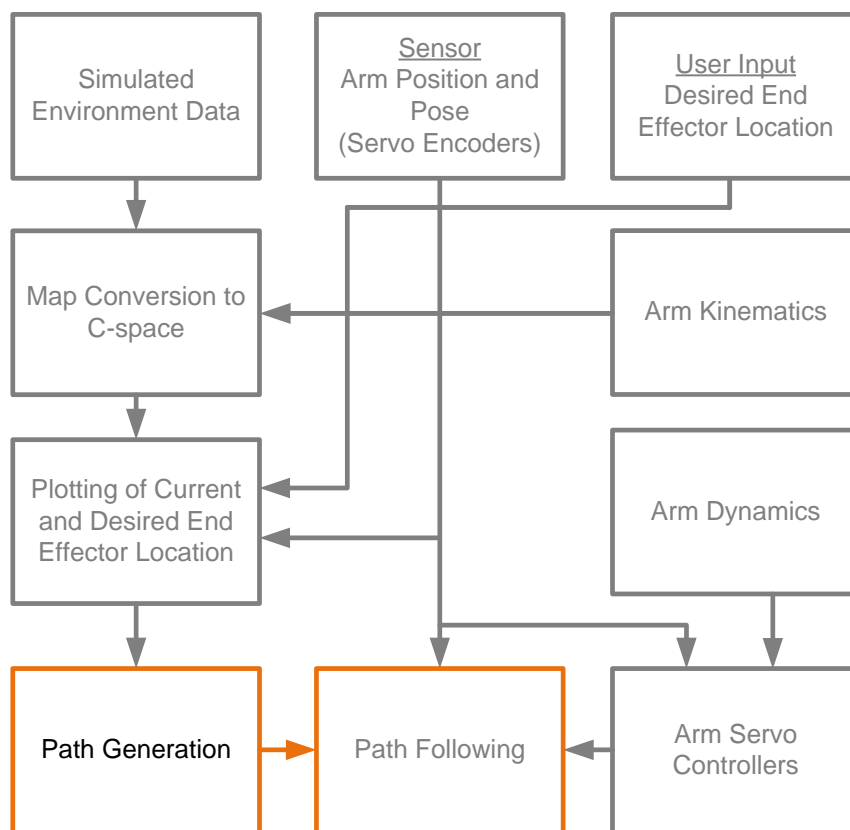 Simulated
Environment Data
Sensor
Arm Position and
Pose
(Servo Encoders)
User Input
Desired End
Effector Location
Map Conversion to
C-space
Arm Kinematics
Plotting of Current
and Desired End
Effector Location
Arm Dynamics
Path Generation
Path Following
Arm Servo
Controllers